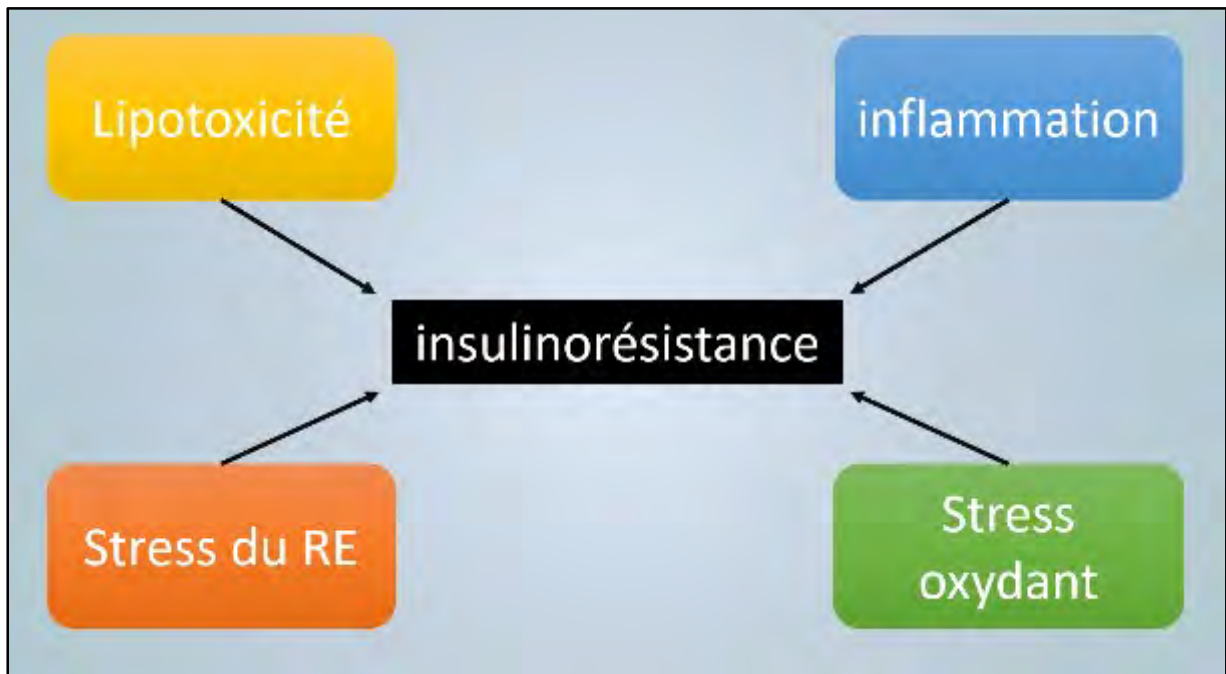 Lipotoxicité
inflammation
insulinorésistance
Stress du RE
Stress
oxydant